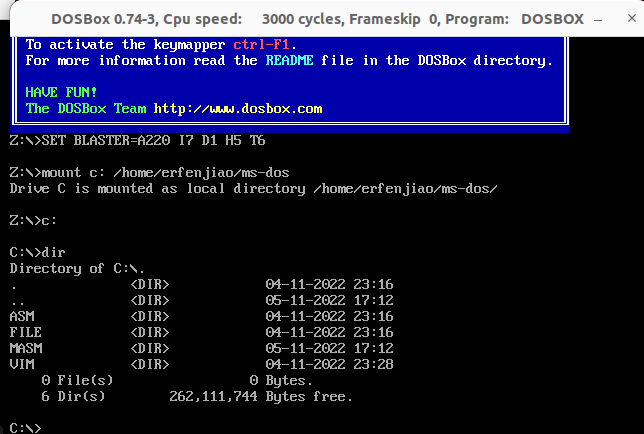 DOSBox 0.74-3, Cpu speed: 3000 cycles, Frameskip 0, Program: DOSBOX
To activate the keymapper ctrl-F1.
For more information read the README file in the DOSBox directory.
HAVE FUN!
The DOSBox Team http://www.dosbox.com
Z:\>SET BLASTER=A220 I7 D1 H5 T6
Z:\>mount c: /home/erfenjiao/ms-dos
Drive C is mounted as local directory /home/erfenjiao/ms-dos/
Z:\>c:
C:\>dir
Directory of C:\.
. <DIR> 04-11-2022 23:16
.. <DIR> 05-11-2022 17:12
ASM <DIR> 04-11-2022 23:16
FILE <DIR> 04-11-2022 23:16
MASM <DIR> 05-11-2022 17:12
VIM <DIR> 04-11-2022 23:28
0 File(s) 0 Bytes.
6 Dir(s) 262,111,744 Bytes free.
C:\>